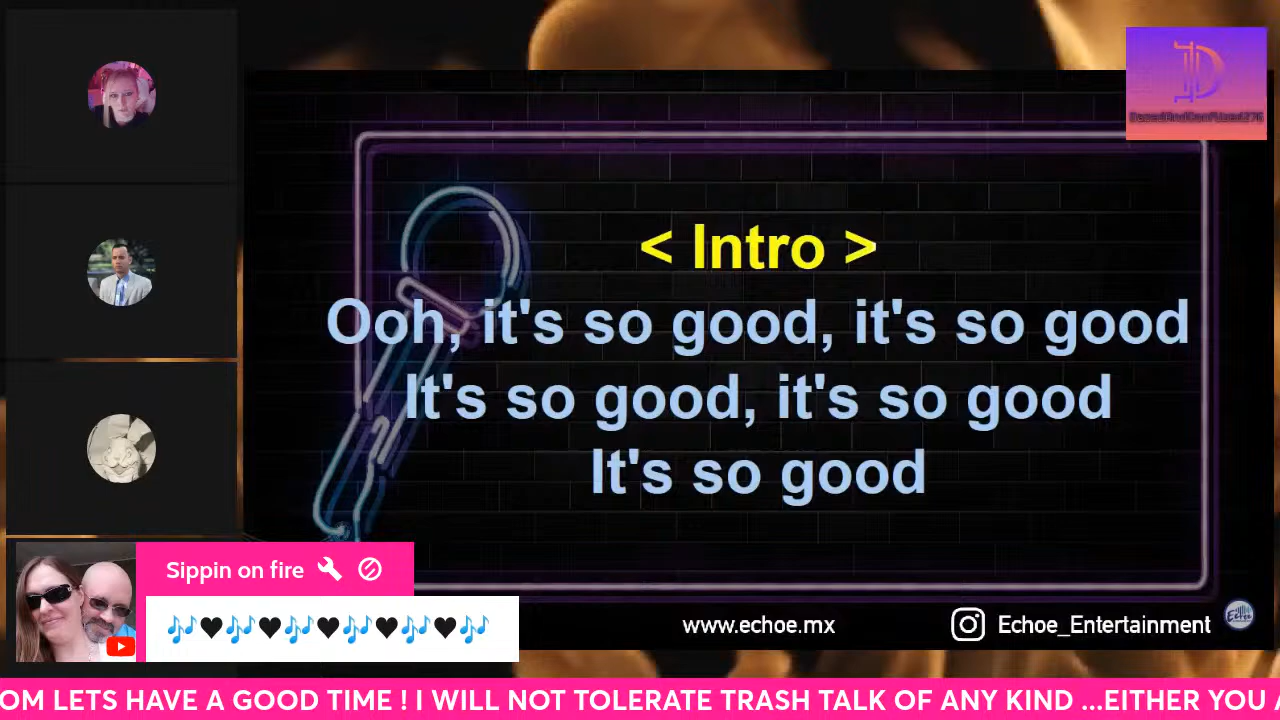 < Intro >
Ooh, it's so good, it's so good
It's so good, it's so good
It's so good
Sippin on fire
🎶♥🎶♥🎶♥🎶♥🎶♥🎶
www.echoe.mx
Echoe_Entertainment
OM LETS HAVE A GOOD TIME ! I WILL NOT TOLERATE TRASH TALK OF ANY KIND ...EITHER YOU A